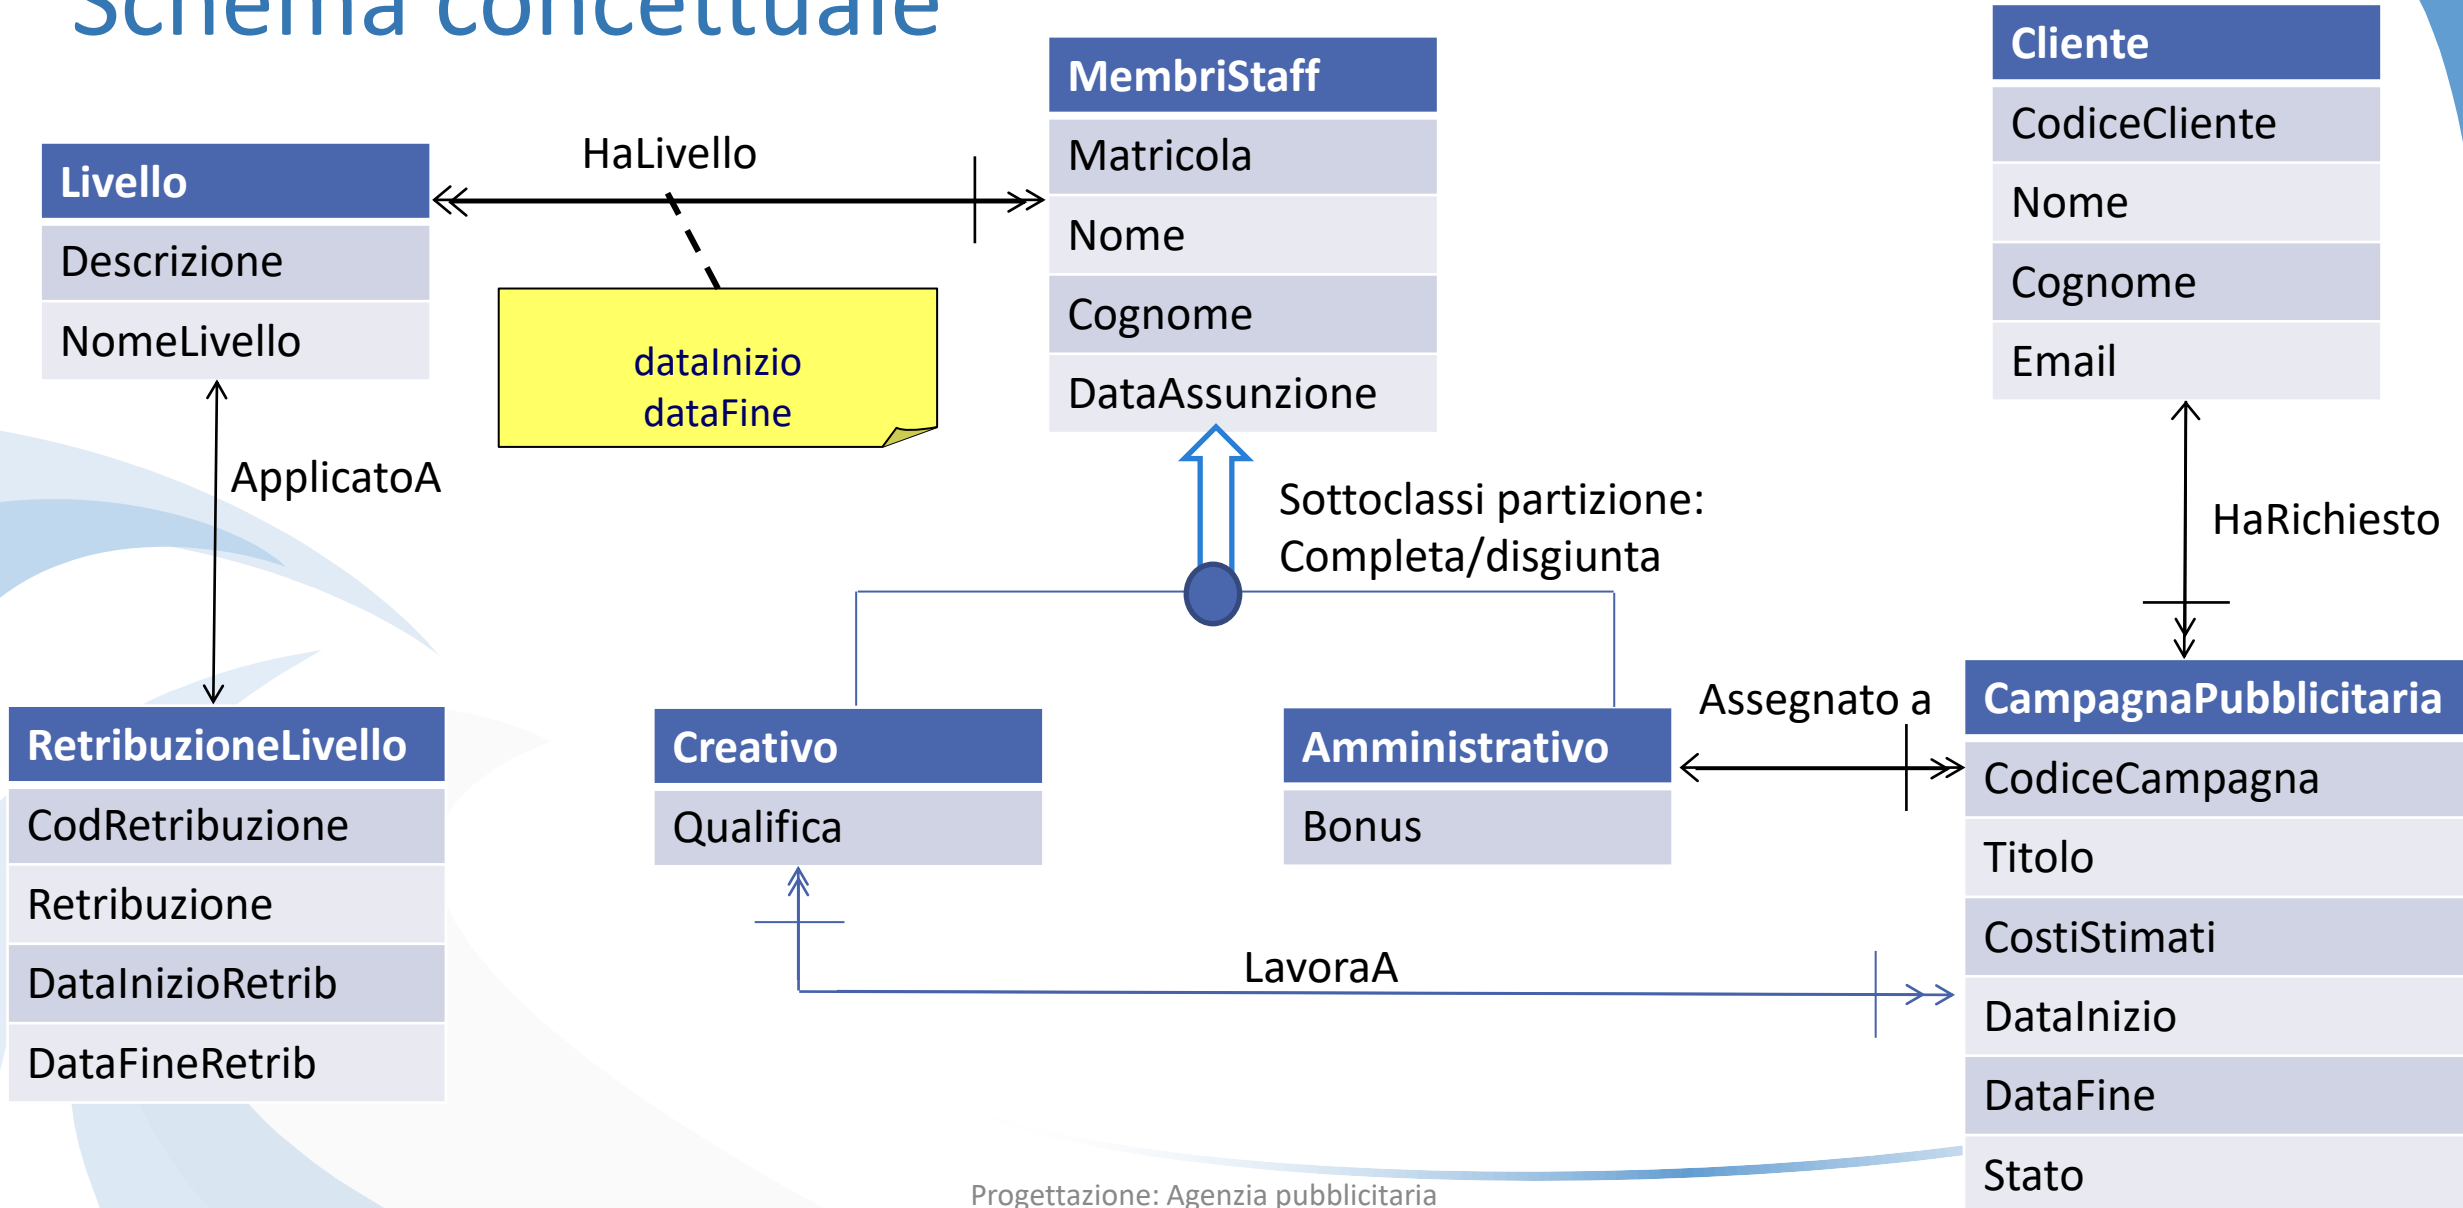 Schema concettuale
Livello
Descrizione
NomeLivello
HaLivello
dataInizio
dataFine
MembriStaff
Matricola
Nome
Cognome
DataAssunzione
Cliente
CodiceCliente
Nome
Cognome
Email
ApplicatoA
Sottoclassi partizione:
Completa/disgiunta
HaRichiesto
RetribuzioneLivello
CodRetribuzione
Retribuzione
DataInizioRetrib
DataFineRetrib
Creativo
Qualifica
Amministrativo
Bonus
Assegnato a
CampagnaPubblicitaria
CodiceCampagna
Titolo
CostiStimati
DataInizio
DataFine
Stato
LavoraA
Progettazione: Agenzia pubblicitaria